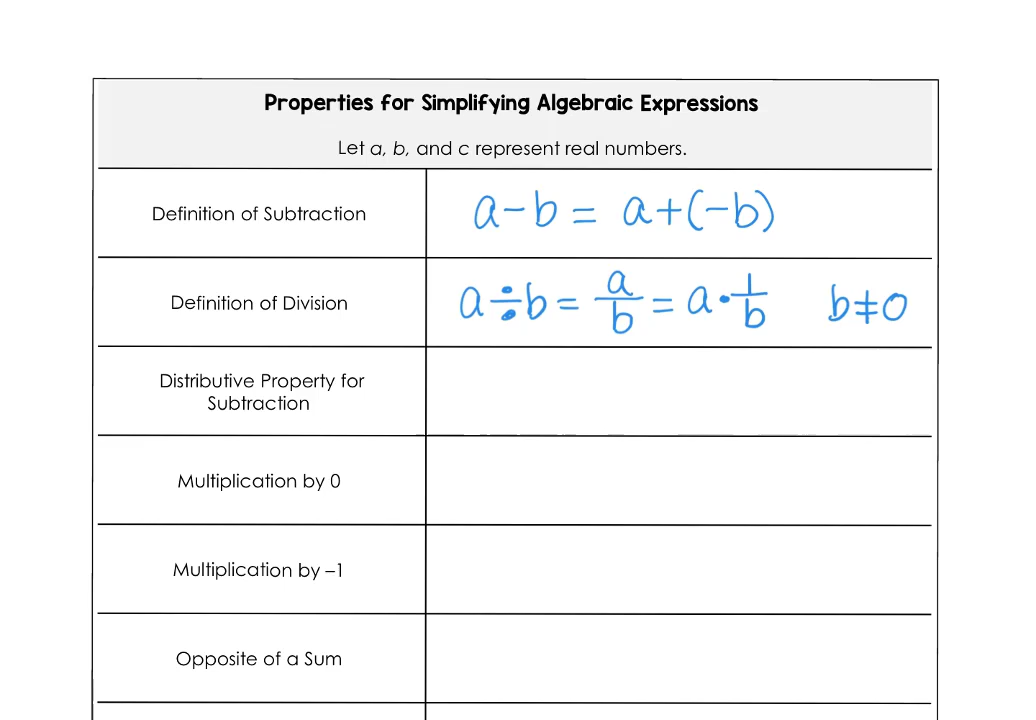 Properties for Simplifying Algebraic Expressions
Let a, b, and c represent real numbers.
Definition of Subtraction
a - b = a + (-b)
Definition of Division
a ÷ b = a/b = a • 1/b b ≠ 0
Distributive Property for
Subtraction
Multiplication by 0
Multiplication by –1
Opposite of a Sum